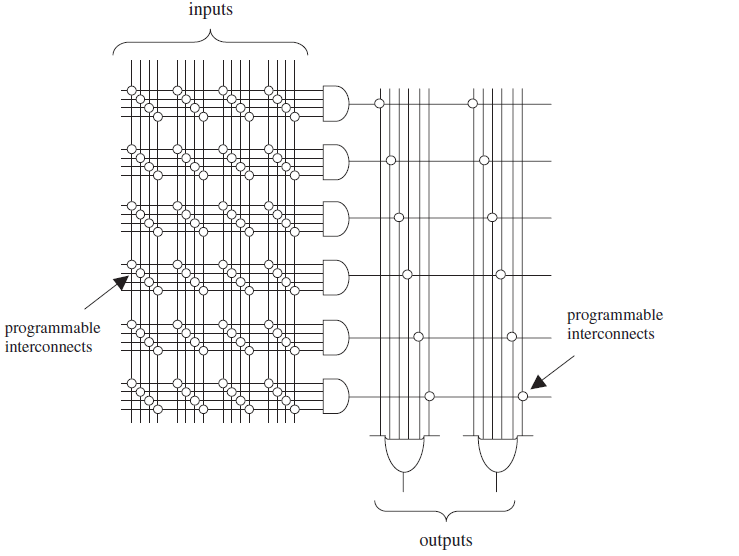 inputs
programmable
interconnects
programmable
interconnects
outputs